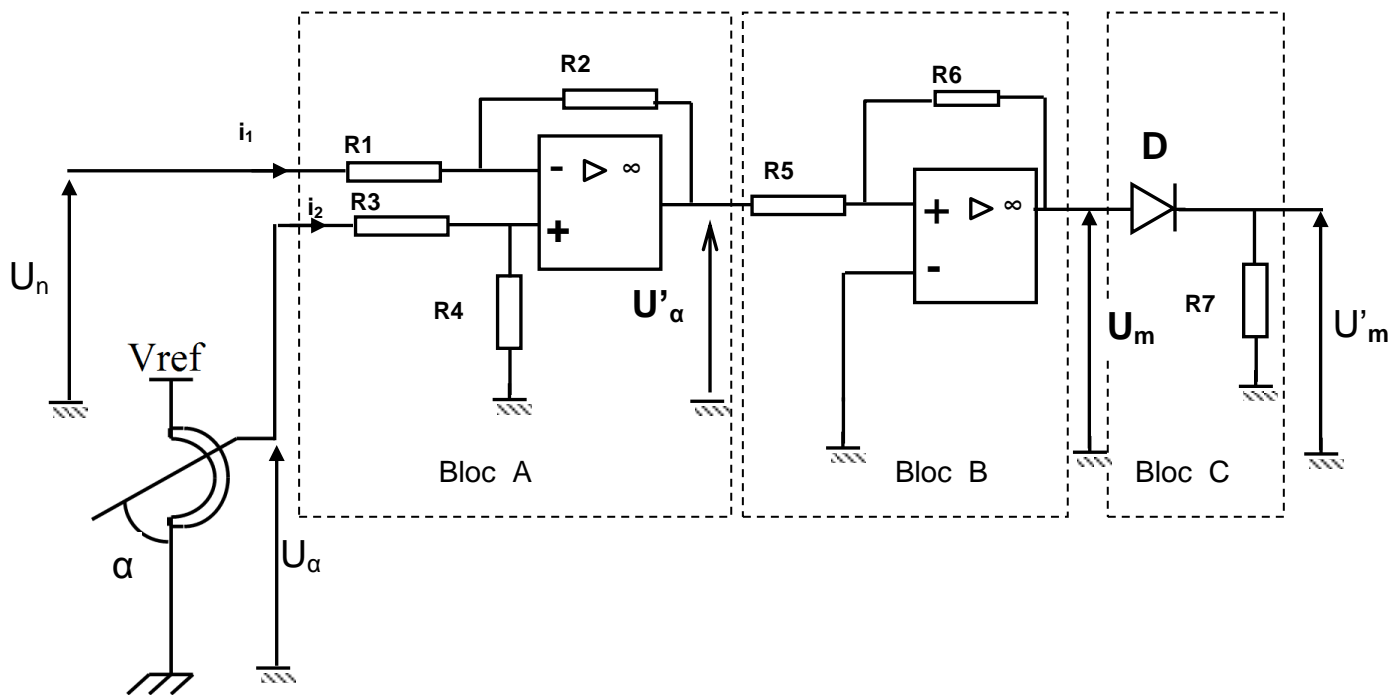 R2
R6
i₁
R1
- ▷ ∞
D
R5
i₂
R3
+
+ ▷ ∞
-
Uₙ
R4
U'α
Uₘ
R7
U'ₘ
Vref
Bloc A
Bloc B
Bloc C
α
Uα